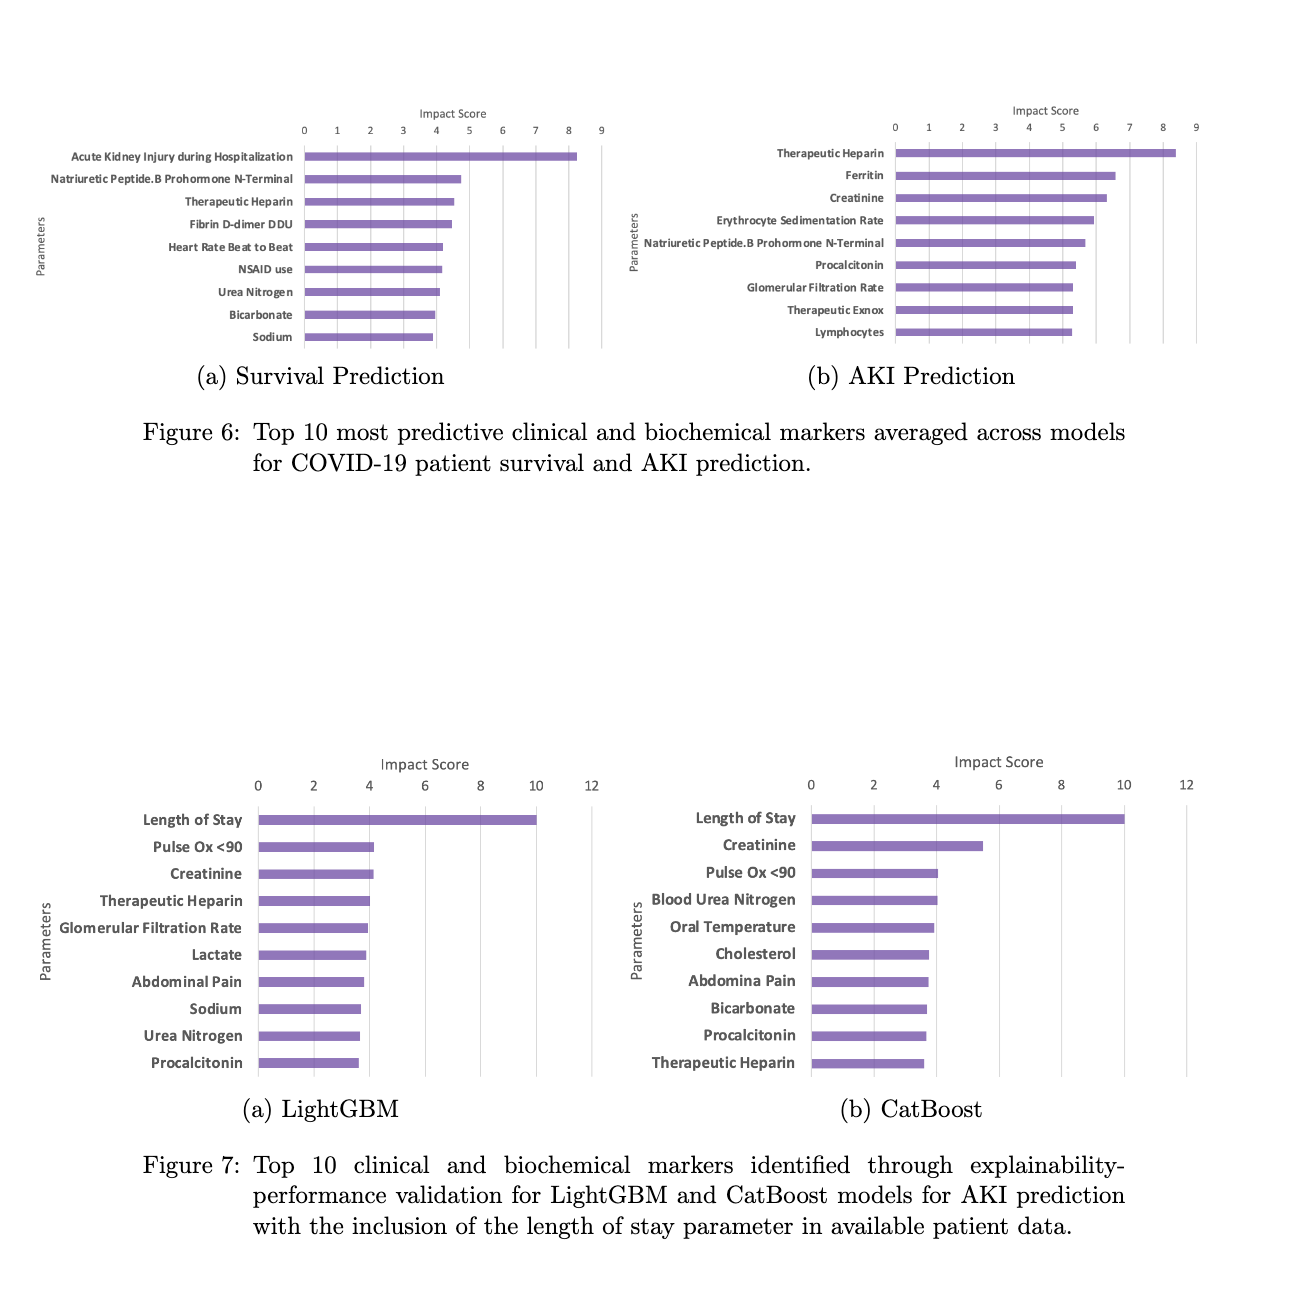 Impact Score
0 1 2 3 4 5 6 7 8 9
Parameters
Acute Kidney Injury during Hospitalization
Natriuretic Peptide.B Prohormone N-Terminal
Therapeutic Heparin
Fibrin D-dimer DDU
Heart Rate Beat to Beat
NSAID use
Urea Nitrogen
Bicarbonate
Sodium
(a) Survival Prediction
Impact Score
0 1 2 3 4 5 6 7 8 9
Parameters
Therapeutic Heparin
Ferritin
Creatinine
Erythrocyte Sedimentation Rate
Natriuretic Peptide.B Prohormone N-Terminal
Procalcitonin
Glomerular Filtration Rate
Therapeutic Exnox
Lymphocytes
(b) AKI Prediction
Figure 6: Top 10 most predictive clinical and biochemical markers averaged across models
for COVID-19 patient survival and AKI prediction.
Impact Score
0 2 4 6 8 10 12
Parameters
Length of Stay
Pulse Ox <90
Creatinine
Therapeutic Heparin
Glomerular Filtration Rate
Lactate
Abdominal Pain
Sodium
Urea Nitrogen
Procalcitonin
(a) LightGBM
Impact Score
0 2 4 6 8 10 12
Parameters
Length of Stay
Creatinine
Pulse Ox <90
Blood Urea Nitrogen
Oral Temperature
Cholesterol
Abdomina Pain
Bicarbonate
Procalcitonin
Therapeutic Heparin
(b) CatBoost
Figure 7: Top 10 clinical and biochemical markers identified through explainability-
performance validation for LightGBM and CatBoost models for AKI prediction
with the inclusion of the length of stay parameter in available patient data.